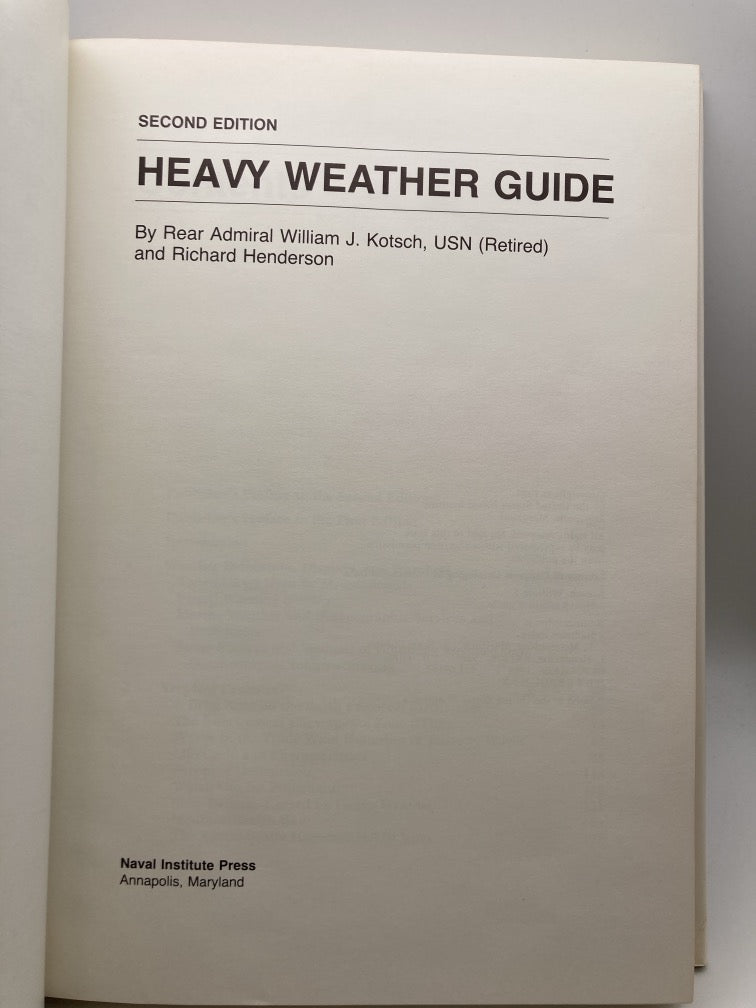 SECOND EDITION
HEAVY WEATHER GUIDE
By Rear Admiral William J. Kotsch, USN (Retired)
and Richard Henderson
Naval Institute Press
Annapolis, Maryland